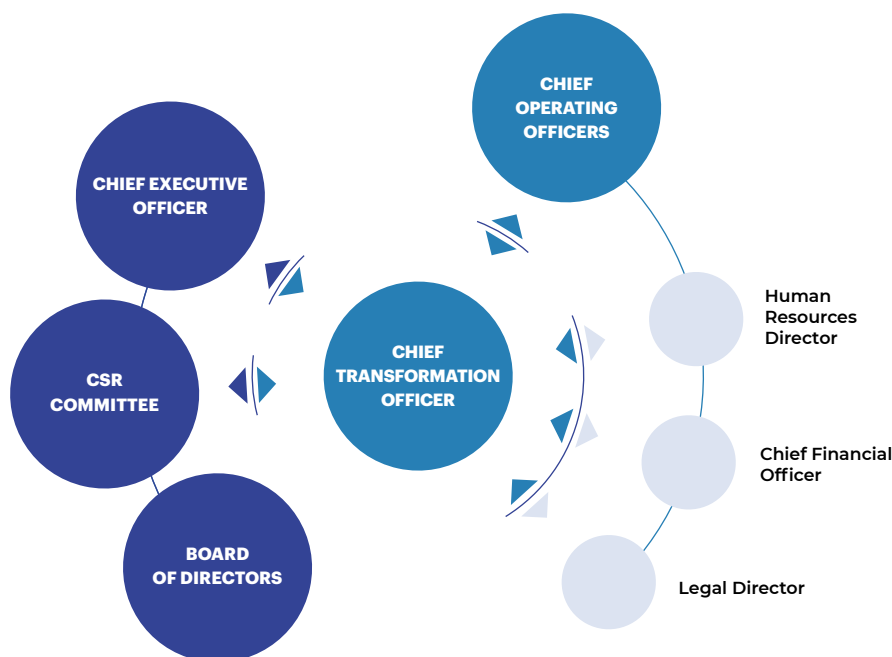 CHIEF
OPERATING
OFFICERS
CHIEF EXECUTIVE
OFFICER
Human
Resources
Director
CHIEF
TRANSFORMATION
OFFICER
CSR
COMMITTEE
Chief Financial
Officer
BOARD
OF DIRECTORS
Legal Director